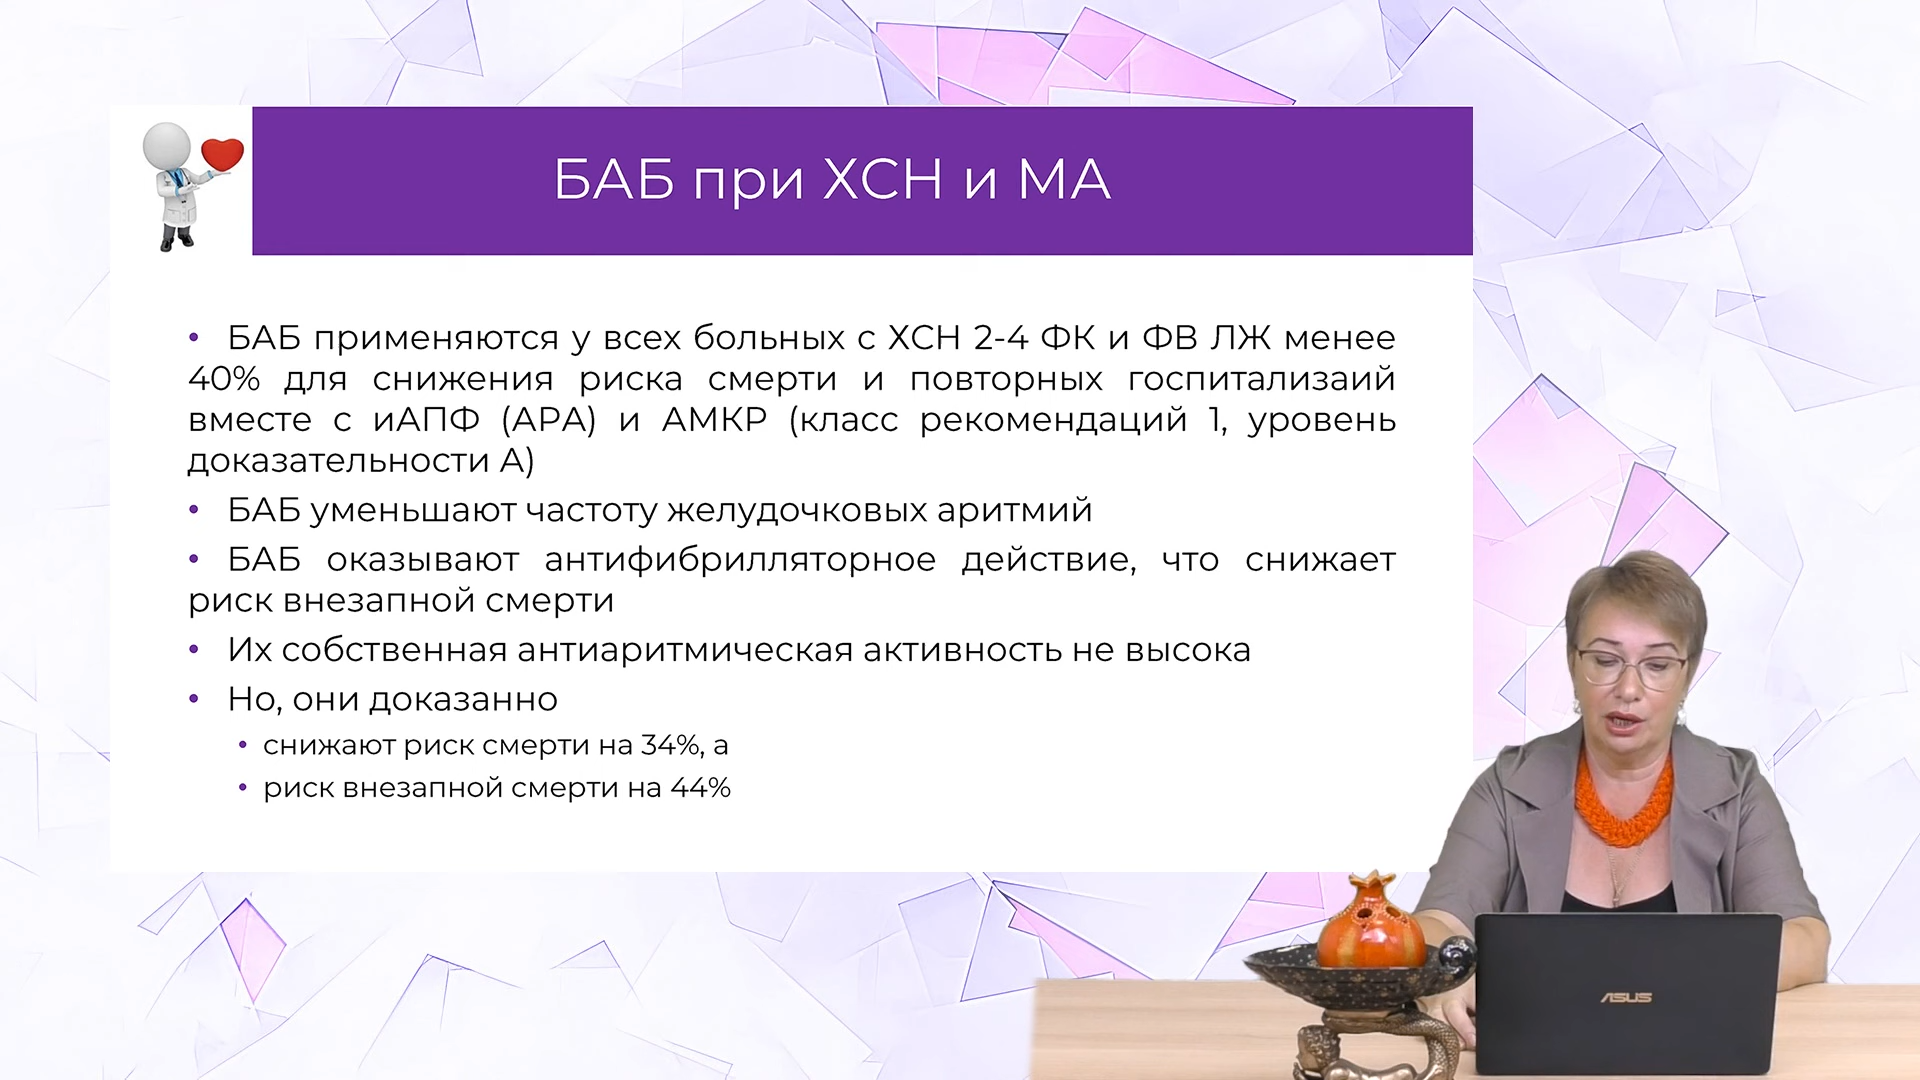 БАБ при ХСН и МА
• БАБ применяются у всех больных с ХСН 2-4 ФК и ФВ ЛЖ менее
40% для снижения риска смерти и повторных госпитализаий
вместе с иАПФ (АРА) и АМКР (класс рекомендаций 1, уровень
доказательности А)
• БАБ уменьшают частоту желудочковых аритмий
• БАБ оказывают антифибрилляторное действие, что снижает
риск внезапной смерти
• Их собственная антиаритмическая активность не высока
• Но, они доказанно
• снижают риск смерти на 34%, а
• риск внезапной смерти на 44%
ASUS